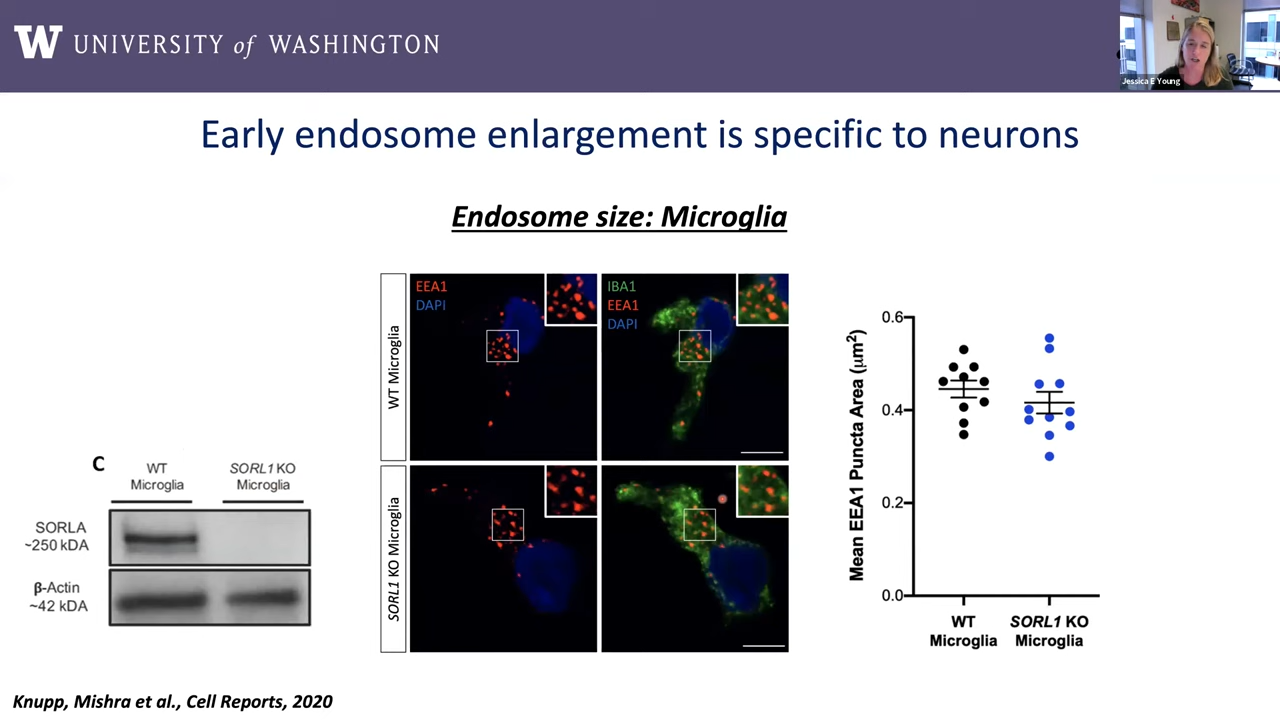 W UNIVERSITY of WASHINGTON
Jessica E Young
Early endosome enlargement is specific to neurons
Endosome size: Microglia
C
WT
Microglia
SORL1 KO
Microglia
SORLA
~250 kDA
β-Actin
~42 kDA
WT Microglia
EEA1
DAPI
IBA1
EEA1
DAPI
SORL1 KO Microglia
Mean EEA1 Puncta Area (μm²)
0.6
0.4
0.2
0.0
WT
Microglia
SORL1 KO
Microglia
Knupp, Mishra et al., Cell Reports, 2020